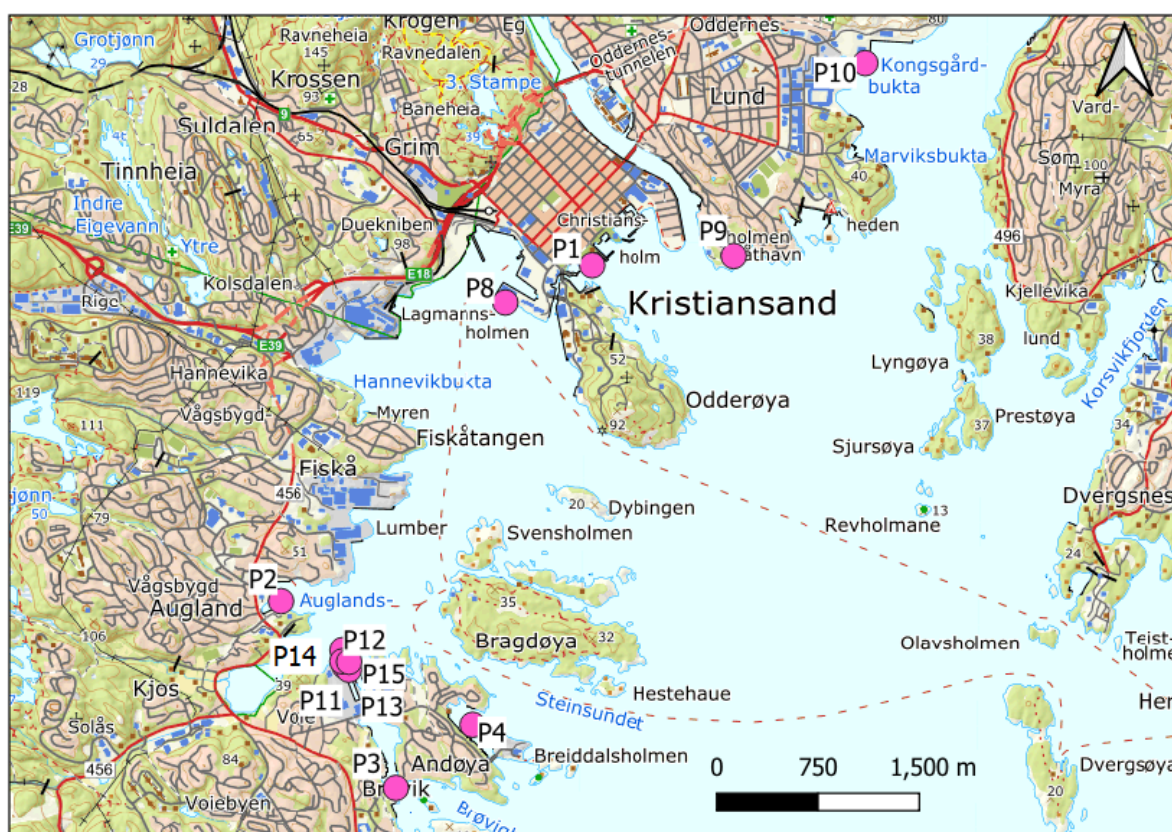 Grotjønn
29
Ravneheia
145
Krogen
Ravnedalen
Eg
Oddernes-
tunnelen
Oddernes
80
28
Krossen
93
3. Stampe
P10
Kongsgård-
bukta
Suldalen
9
65
Baneheia
39
Lund
Vard-
Grim
Marviksbukta
Søm
100
Myra
Tinnheia
40
Indre
Eigevann
Duekniben
98
Christians-
holm
P9
holmen
åthavn
heden
496
E39
Ytre
P1
Kolsdalen
E18
P8
Kjellevika
Rige
Lagmanns-
holmen
Kristiansand
38
lund
Korsvikfjorden
E39
Hannevika
52
Lyngøya
119
Hannevikbukta
Vågsbygd-
Myren
Odderøya
92
37
Prestøya
34
111
Fiskåtangen
Sjursøya
Fiskå
456
jønn
50
79
20
Dybingen
Dvergsnes
Revholmane
13
Lumber
Svensholmen
51
24
Vågsbygd
P2
Augland
Auglands-
35
106
Bragdøya
32
Olavsholmen
Teist-
holme
P12
P14
P15
Kjos
39
P11
P13
Hestehaue
Her
Solås
Voie
Steinsundet
P4
84
P3
Andøya
Breiddalsholmen
456
0
750
1,500 m
Dvergsøya
Voiebyen
20